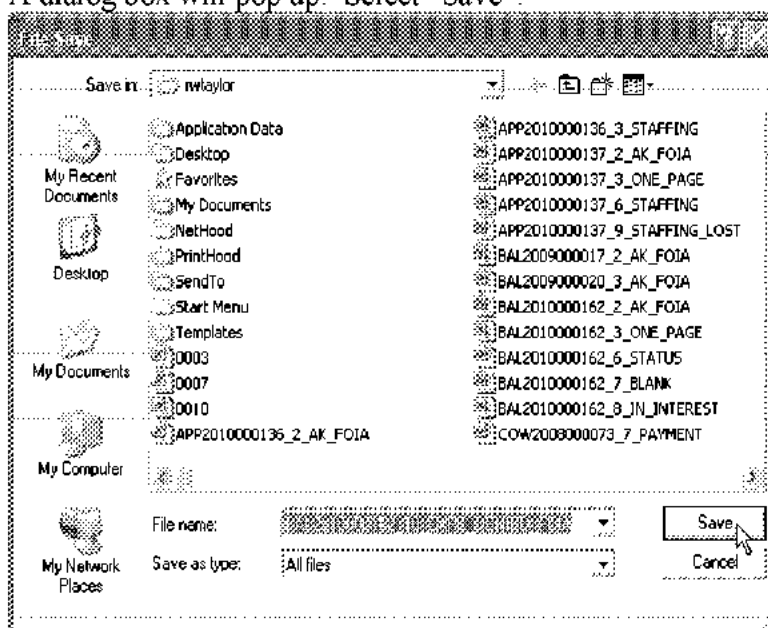 A dialog box will pop up. Select "Save".
File Save
Save in: rwtaylor
My Recent Documents
Desktop
My Documents
My Computer
My Network Places
Application Data
Desktop
Favorites
My Documents
NetHood
PrintHood
SendTo
Start Menu
Templates
0003
0007
0010
APP2010000136_2_AK_FOIA
APP2010000136_3_STAFFING
APP2010000137_2_AK_FOIA
APP2010000137_3_ONE_PAGE
APP2010000137_6_STAFFING
APP2010000137_9_STAFFING_LOST
BAL2009000017_2_AK_FOIA
BAL2009000020_3_AK_FOIA
BAL2010000162_2_AK_FOIA
BAL2010000162_3_ONE_PAGE
BAL2010000162_6_STATUS
BAL2010000162_7_BLANK
BAL2010000162_8_IN_INTEREST
COW2008000073_7_PAYMENT
File name:
Save
Save as type: All files
Cancel